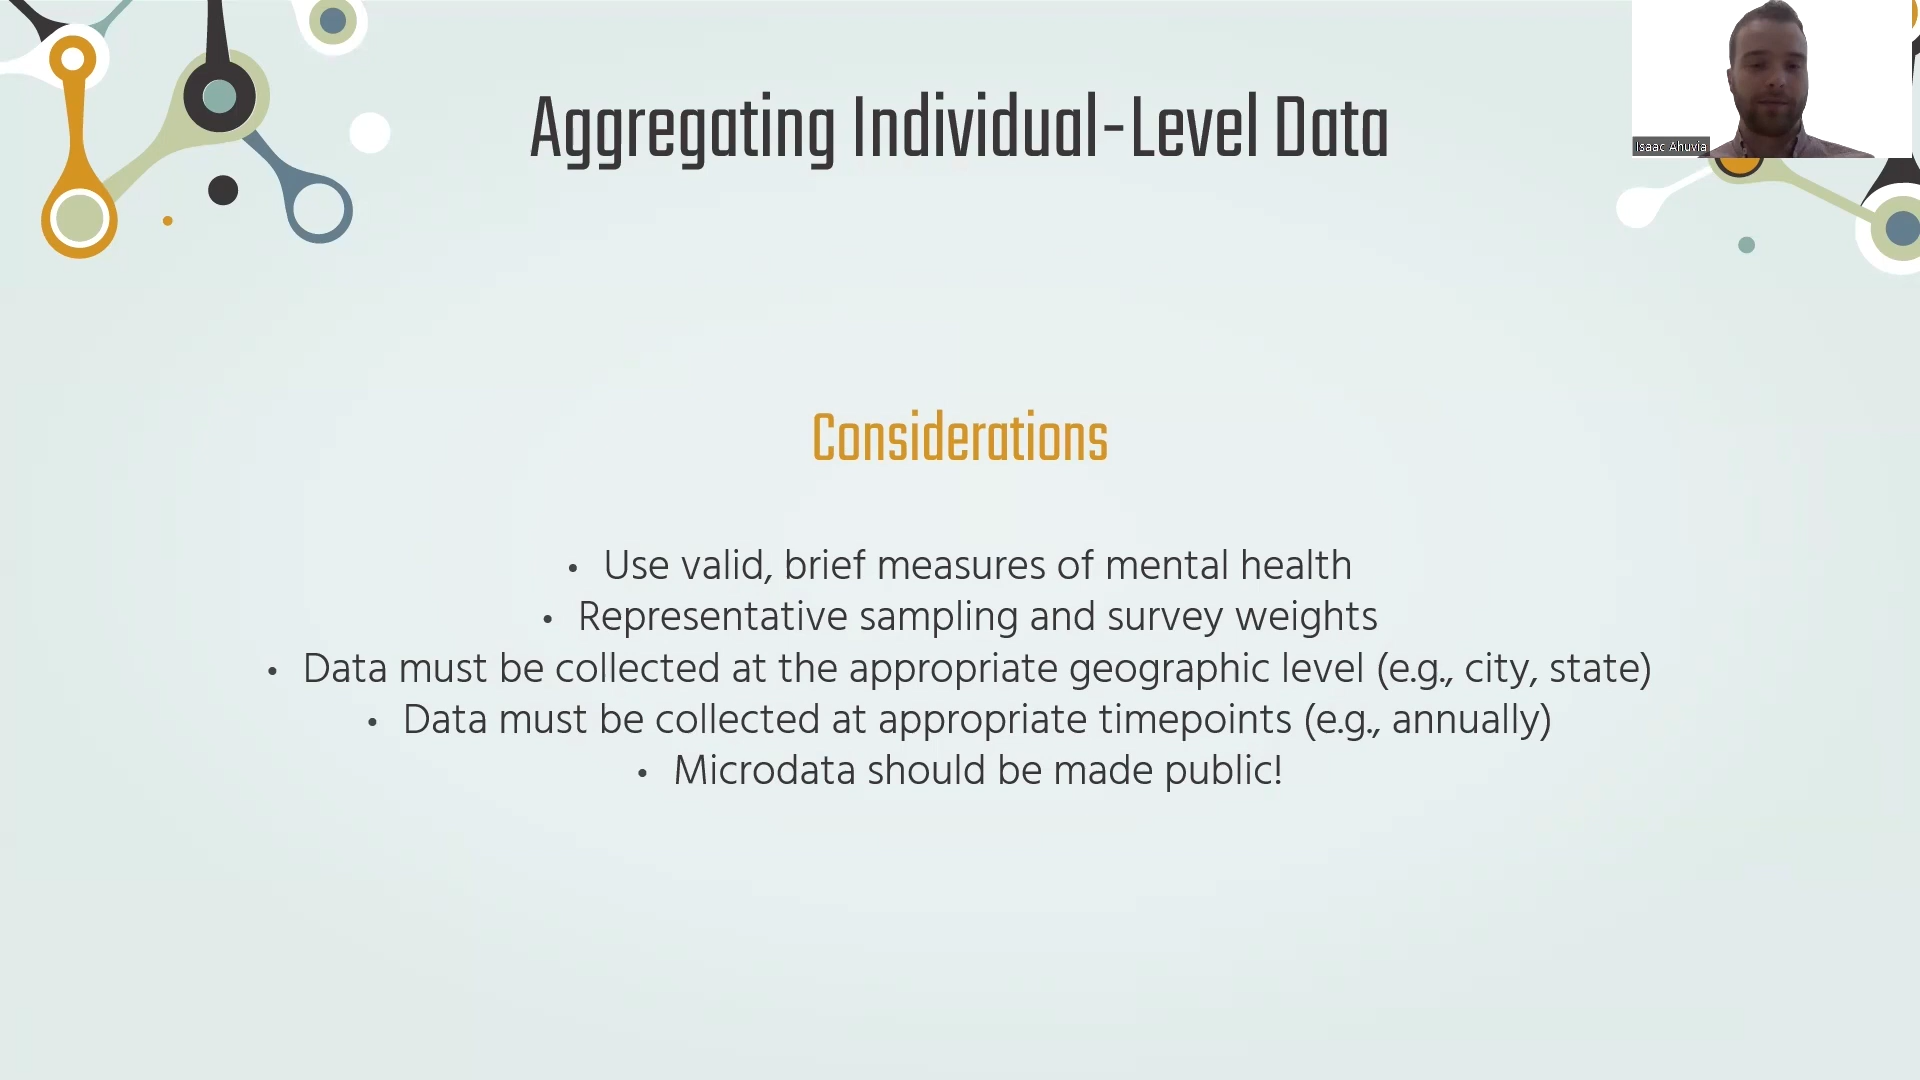 Aggregating Individual-Level Data
Isaac Ahuvia
Considerations
• Use valid, brief measures of mental health
• Representative sampling and survey weights
• Data must be collected at the appropriate geographic level (e.g., city, state)
• Data must be collected at appropriate timepoints (e.g., annually)
• Microdata should be made public!